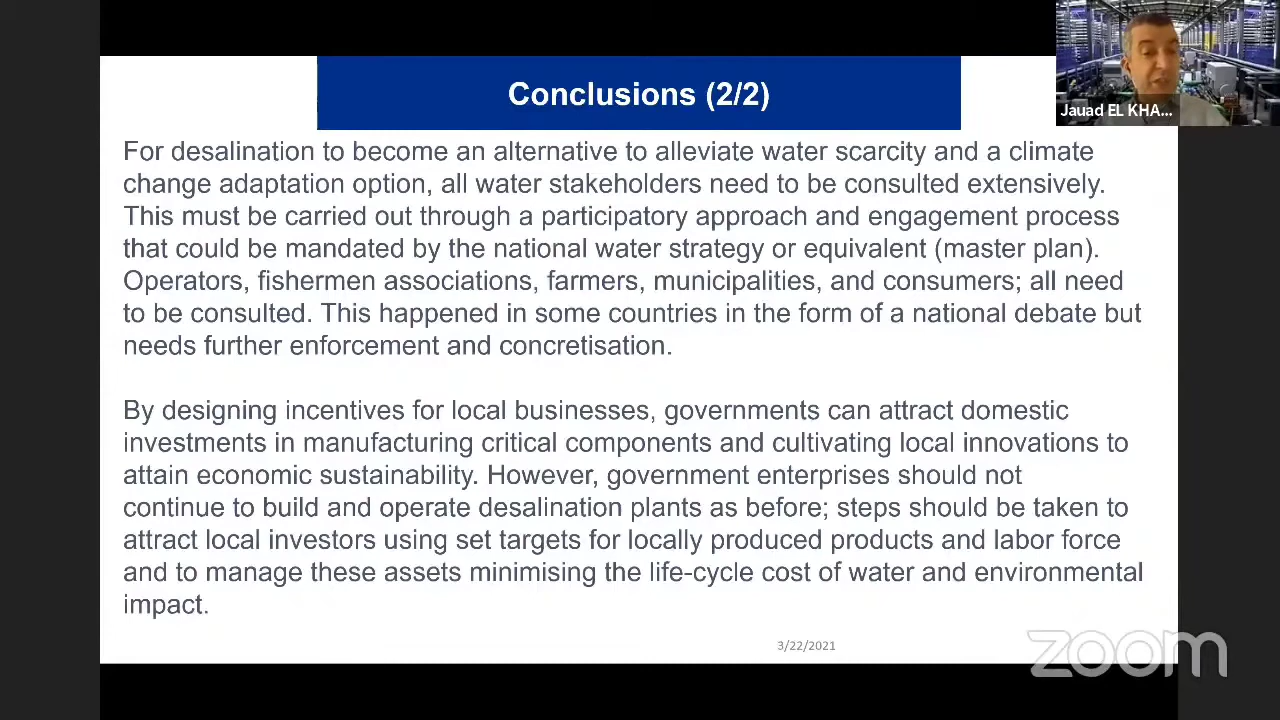 Conclusions (2/2)
Jauad EL KHA...
For desalination to become an alternative to alleviate water scarcity and a climate
change adaptation option, all water stakeholders need to be consulted extensively.
This must be carried out through a participatory approach and engagement process
that could be mandated by the national water strategy or equivalent (master plan).
Operators, fishermen associations, farmers, municipalities, and consumers; all need
to be consulted. This happened in some countries in the form of a national debate but
needs further enforcement and concretisation.
By designing incentives for local businesses, governments can attract domestic
investments in manufacturing critical components and cultivating local innovations to
attain economic sustainability. However, government enterprises should not
continue to build and operate desalination plants as before; steps should be taken to
attract local investors using set targets for locally produced products and labor force
and to manage these assets minimising the life-cycle cost of water and environmental
impact.
3/22/2021
zoom